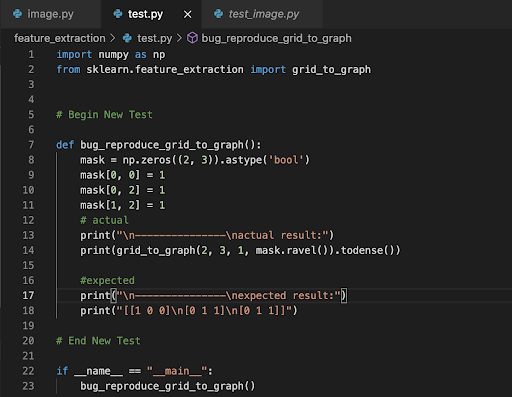 image.py test.py × test_image.py
feature_extraction > test.py > bug_reproduce_grid_to_graph
1 import numpy as np
2 from sklearn.feature_extraction import grid_to_graph
3
4
5 # Begin New Test
6
7 def bug_reproduce_grid_to_graph():
8 mask = np.zeros((2, 3)).astype('bool')
9 mask[0, 0] = 1
10 mask[0, 2] = 1
11 mask[1, 2] = 1
12 # actual
13 print("\n---------------\nactual result:")
14 print(grid_to_graph(2, 3, 1, mask.ravel()).todense())
15
16 #expected
17 print("\n---------------\nexpected result:")
18 print("[[1 0 0]\n[0 1 1]\n[0 1 1]]")
19
20 # End New Test
21
22 if __name__ == "__main__":
23 bug_reproduce_grid_to_graph()